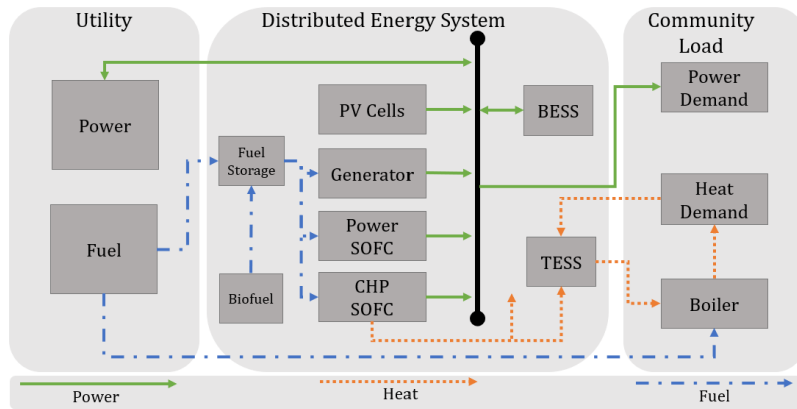 Utility
Distributed Energy System
Community
Load
Power
PV Cells
BESS
Power
Demand
Fuel
Storage
Generator
Heat
Demand
Fuel
Power
SOFC
TESS
Biofuel
CHP
SOFC
Boiler
Power
Heat
Fuel